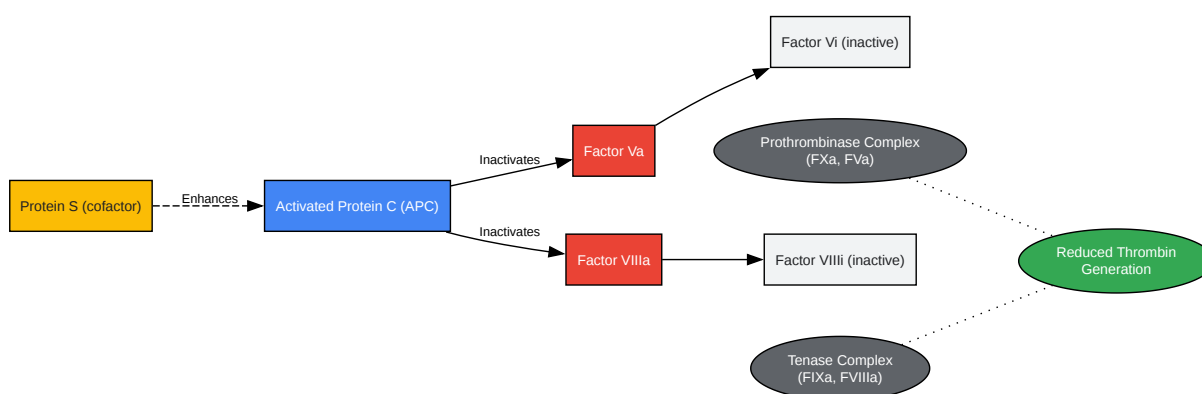 Factor Vi (inactive)
Prothrombinase Complex
(FXa, FVa)
Inactivates
Factor Va
Protein S (cofactor)
Enhances
Activated Protein C (APC)
Inactivates
Factor VIIIa
Factor VIIIi (inactive)
Reduced Thrombin
Generation
Tenase Complex
(FIXa, FVIIIa)